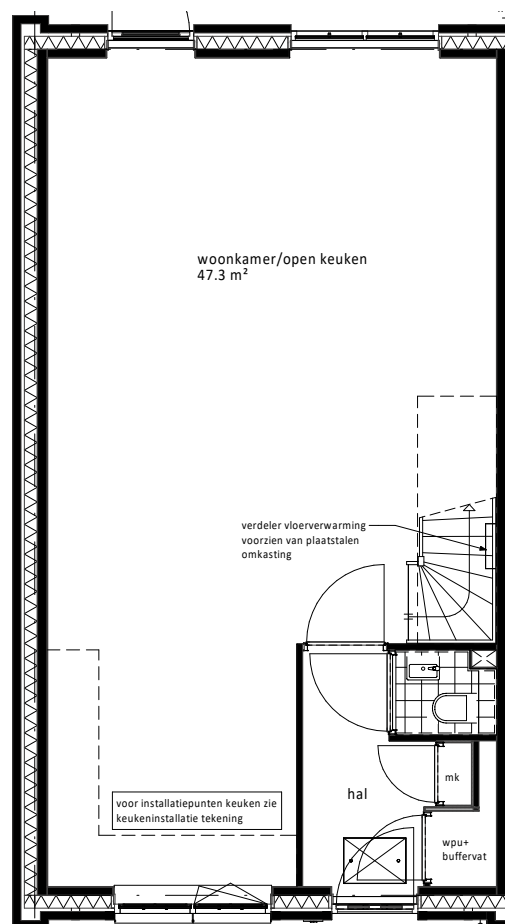 woonkamer/open keuken
47.3 m²
verdeler vloerverwarming
voorzien van plaatstalen
omkasting
voor installatiepunten keuken zie
keukeninstallatie tekening
hal
mk
wpu+
buffervat